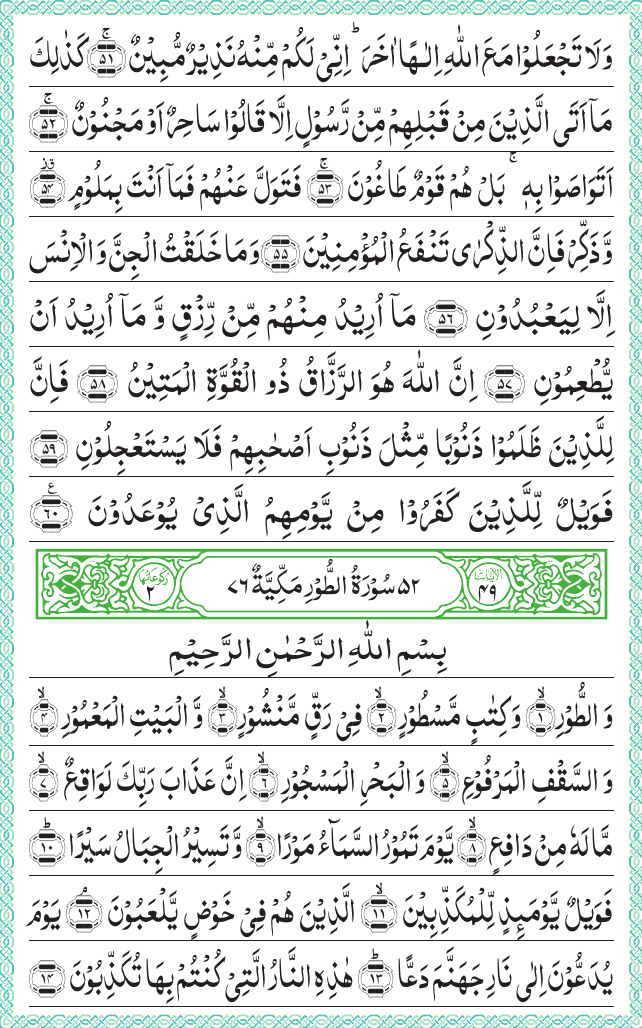 وَلَا تَجْعَلُوْا مَعَ اللّٰهِ اِلٰهًا اٰخَرَ ؕ اِنِّىْ لَكُمْ مِّنْهُ نَذِيْرٌ مُّبِيْنٌ ۚ﴿۵۱﴾ كَذٰلِكَ
مَاۤ اَتَى الَّذِيْنَ مِنْ قَبْلِهِمْ مِّنْ رَّسُوْلٍ اِلَّا قَالُوْا سَاحِرٌ اَوْ مَجْنُوْنٌ ۚ﴿۵۲﴾
اَتَوَاصَوْا بِهٖ ۚ بَلْ هُمْ قَوْمٌ طَاغُوْنَ ۚ﴿۵۳﴾ فَتَوَلَّ عَنْهُمْ فَمَاۤ اَنْتَ بِمَلُوْمٍ ٭۫﴿۵۴﴾
وَّذَكِّرْ فَاِنَّ الذِّكْرٰى تَنْفَعُ الْمُؤْمِنِيْنَ ﴿۵۵﴾ وَمَا خَلَقْتُ الْجِنَّ وَالْاِنْسَ
اِلَّا لِيَعْبُدُوْنِ ﴿۵۶﴾ مَاۤ اُرِيْدُ مِنْهُمْ مِّنْ رِّزْقٍ وَّمَاۤ اُرِيْدُ اَنْ
يُّطْعِمُوْنِ ﴿۵۷﴾ اِنَّ اللّٰهَ هُوَ الرَّزَّاقُ ذُو الْقُوَّةِ الْمَتِيْنُ ﴿۵۸﴾ فَاِنَّ
لِلَّذِيْنَ ظَلَمُوْا ذَنُوْبًا مِّثْلَ ذَنُوْبِ اَصْحٰبِهِمْ فَلَا يَسْتَعْجِلُوْنِ ﴿۵۹﴾
فَوَيْلٌ لِّلَّذِيْنَ كَفَرُوْا مِنْ يَّوْمِهِمُ الَّذِىْ يُوْعَدُوْنَ ﴿۶۰﴾ ع
الآیاتہا ۴۹ ۵۲ سُوْرَةُ الطُّوْرِ مَكِّيَّةٌ ۷۶ رکوعاتہا ۲
بِسْمِ اللّٰهِ الرَّحْمٰنِ الرَّحِيْمِ
وَالطُّوْرِ ۙ﴿۱﴾ وَكِتٰبٍ مَّسْطُوْرٍ ۙ﴿۲﴾ فِىْ رَقٍّ مَّنْشُوْرٍ ۙ﴿۳﴾ وَّالْبَيْتِ الْمَعْمُوْرِ ۙ﴿۴﴾
وَالسَّقْفِ الْمَرْفُوْعِ ۙ﴿۵﴾ وَالْبَحْرِ الْمَسْجُوْرِ ۙ﴿۶﴾ اِنَّ عَذَابَ رَبِّكَ لَوَاقِعٌ ۙ﴿۷﴾
مَّا لَهٗ مِنْ دَافِعٍ ۙ﴿۸﴾ يَّوْمَ تَمُوْرُ السَّمَآءُ مَوْرًا ۙ﴿۹﴾ وَّتَسِيْرُ الْجِبَالُ سَيْرًا ؕ﴿۱۰﴾
فَوَيْلٌ يَّوْمَئِذٍ لِّلْمُكَذِّبِيْنَ ۙ﴿۱۱﴾ الَّذِيْنَ هُمْ فِىْ خَوْضٍ يَّلْعَبُوْنَ ۘ﴿۱۲﴾ يَوْمَ
يُدَعُّوْنَ اِلٰى نَارِ جَهَنَّمَ دَعًّا ؕ﴿۱۳﴾ هٰذِهِ النَّارُ الَّتِىْ كُنْتُمْ بِهَا تُكَذِّبُوْنَ ﴿۱۴﴾